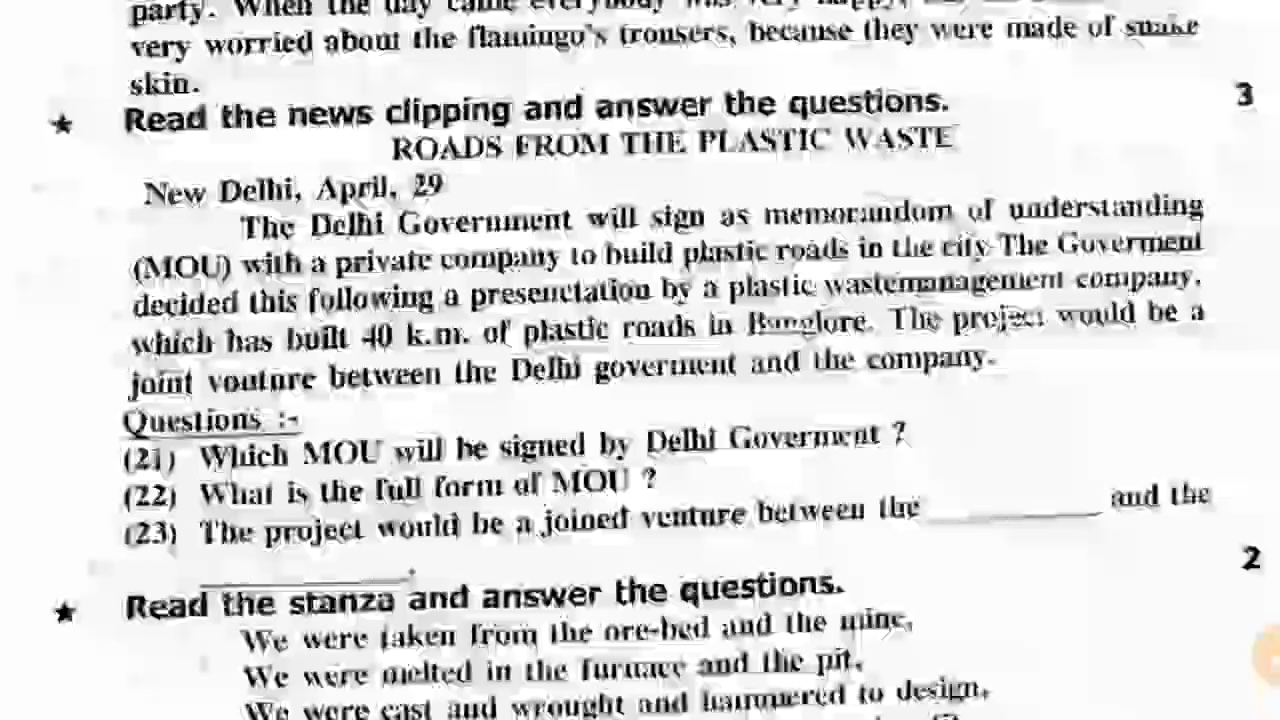 party. When the day came everybody was very happy,
very worried about the flamingo's trousers, because they were made of snake
skin.
★ Read the news clipping and answer the questions. 3
ROADS FROM THE PLASTIC WASTE
New Delhi, April, 29
The Delhi Government will sign as memorandom of understanding
(MOU) with a private company to build plastic roads in the city The Goverment
decided this following a presenctation by a plastic wastemanagement company.
which has built 40 k.m. of plastic roads in Banglore. The project would be a
joint vouture between the Delhi goverment and the company.
Questions :-
(21) Which MOU will be signed by Delhi Goverment ?
(22) What is the full form of MOU ?
(23) The project would be a joined venture between the ____________ and the
____________.
2
★ Read the stanza and answer the questions.
We were taken from the ore-bed and the mine,
We were melted in the furnace and the pit,
We were cast and wrought and hammered to design,